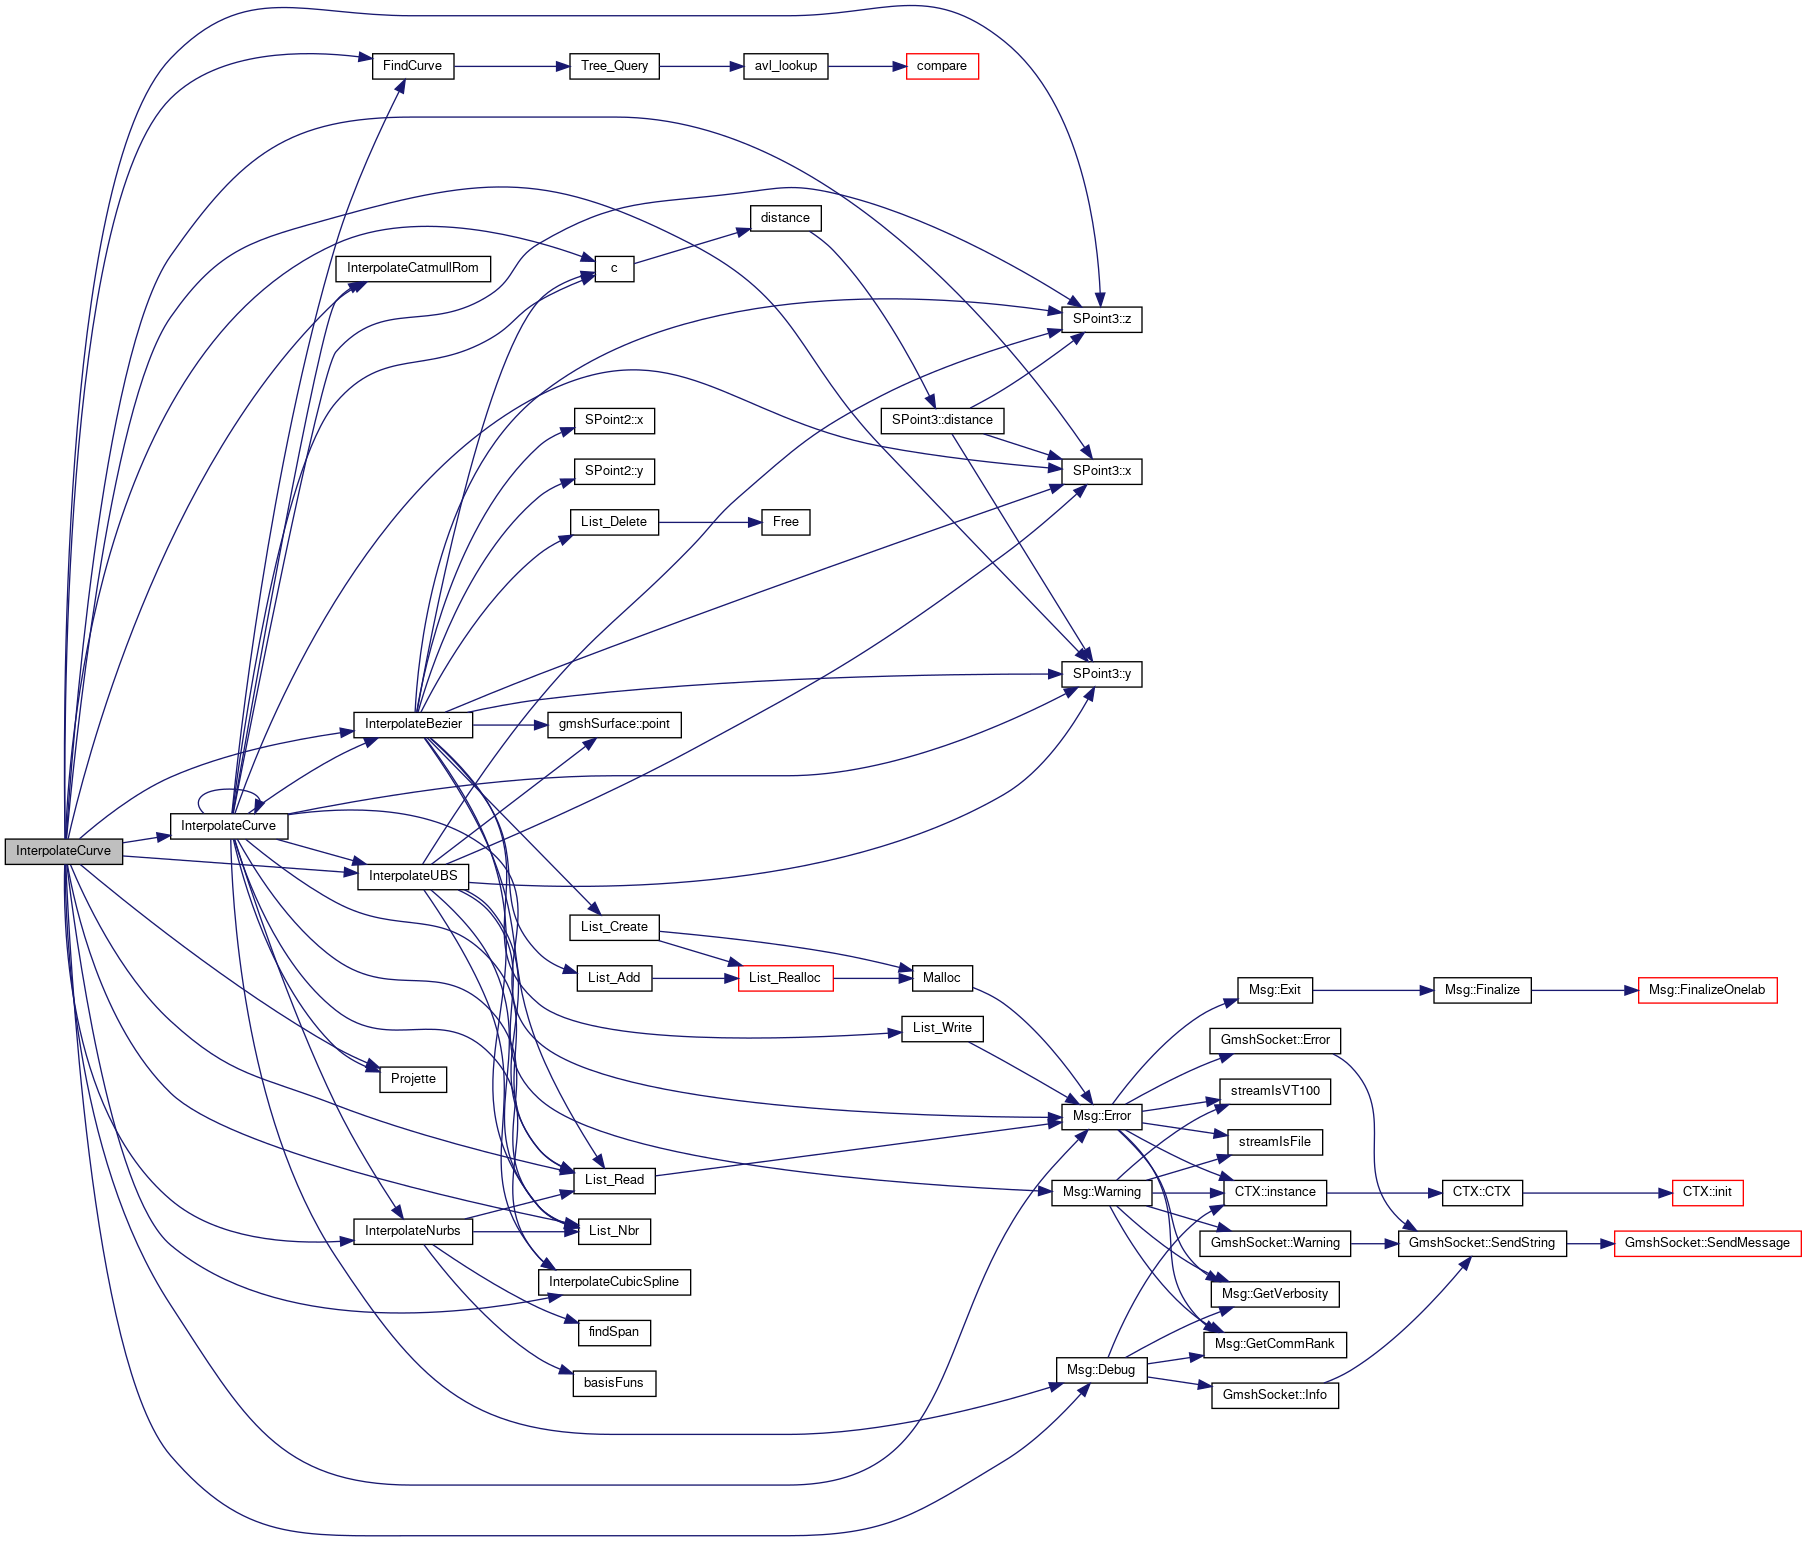 FindCurve
Tree_Query
avl_lookup
compare
distance
InterpolateCatmullRom
c
SPoint3::z
SPoint2::x
SPoint3::distance
SPoint2::y
SPoint3::x
List_Delete
Free
SPoint3::y
InterpolateBezier
gmshSurface::point
InterpolateCurve
InterpolateCurve
InterpolateUBS
List_Create
List_Add
List_Realloc
Malloc
Msg::Exit
Msg::Finalize
Msg::FinalizeOnelab
List_Write
GmshSocket::Error
Projette
streamIsVT100
Msg::Error
streamIsFile
List_Read
Msg::Warning
CTX::instance
CTX::CTX
CTX::init
InterpolateNurbs
List_Nbr
GmshSocket::Warning
GmshSocket::SendString
GmshSocket::SendMessage
InterpolateCubicSpline
Msg::GetVerbosity
findSpan
Msg::GetCommRank
Msg::Debug
basisFuns
GmshSocket::Info